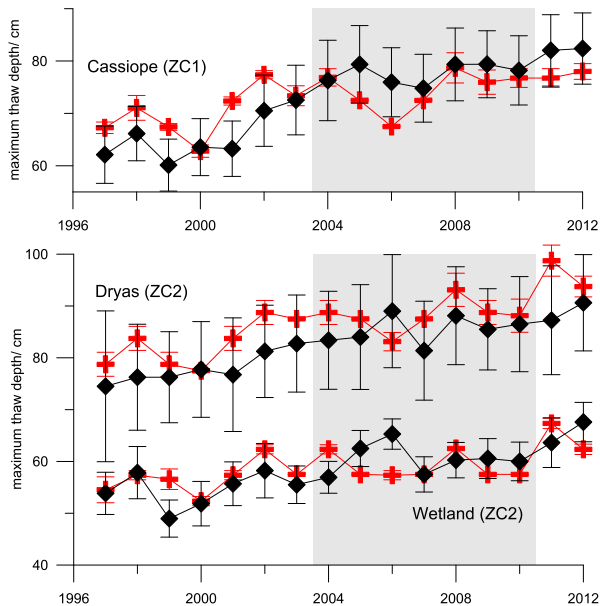 maximum thaw depth/ cm
80
60
Cassiope (ZC1)
1996 2000 2004 2008 2012
maximum thaw depth/ cm
100
80
60
40
Dryas (ZC2)
Wetland (ZC2)
1996 2000 2004 2008 2012